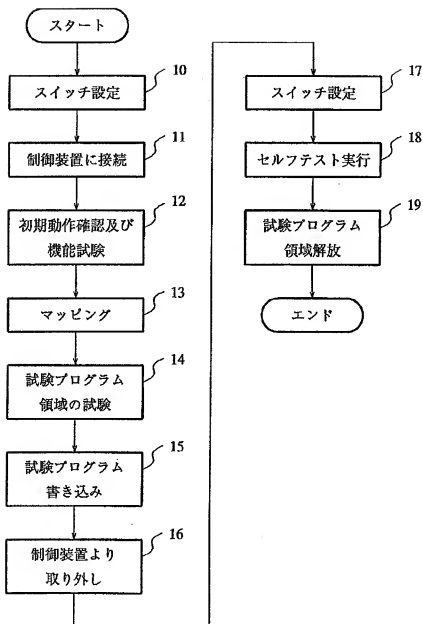 スタート
10
スイッチ設定
11
制御装置に接続
12
初期動作確認及び
機能試験
13
マッピング
14
試験プログラム
領域の試験
15
試験プログラム
書き込み
16
制御装置より
取り外し
17
スイッチ設定
18
セルフテスト実行
19
試験プログラム
領域解放
エンド